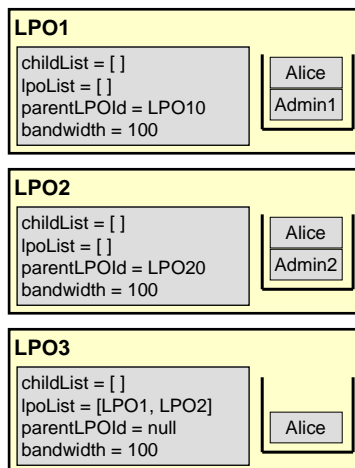 LPO1
childList = [ ]
lpoList = [ ]
parentLPOId = LPO10
bandwidth = 100
Alice
Admin1
LPO2
childList = [ ]
lpoList = [ ]
parentLPOId = LPO20
bandwidth = 100
Alice
Admin2
LPO3
childList = [ ]
lpoList = [LPO1, LPO2]
parentLPOId = null
bandwidth = 100
Alice